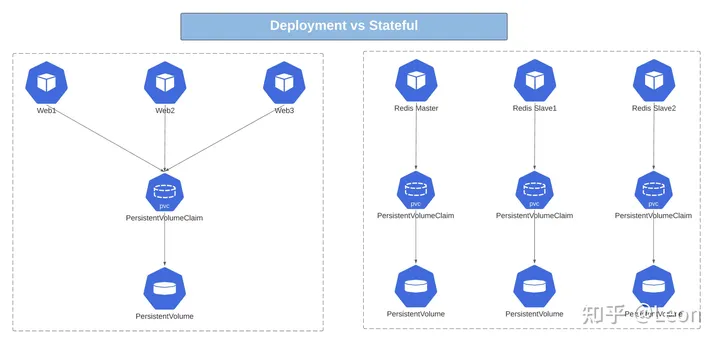 Deployment vs Stateful
Web1 Web2 Web3
pvc
PersistentVolumeClaim
PersistentVolume
Redis Master Redis Slave1 Redis Slave2
pvc pvc pvc
PersistentVolumeClaim PersistentVolumeClaim PersistentVolumeClaim
PersistentVolume PersistentVolume PersistentVolume
知乎 @Leon